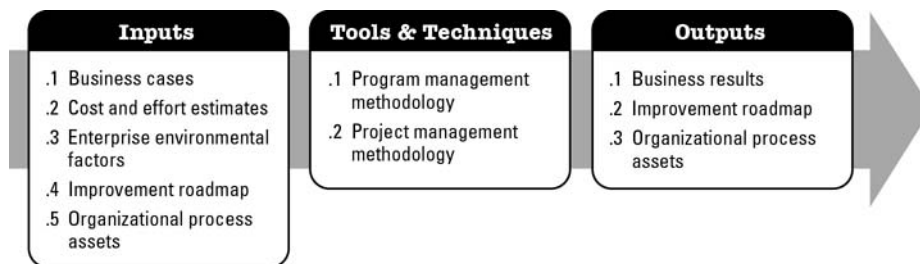 Inputs
.1 Business cases
.2 Cost and effort estimates
.3 Enterprise environmental
factors
.4 Improvement roadmap
.5 Organizational process
assets
Tools & Techniques
.1 Program management
methodology
.2 Project management
methodology
Outputs
.1 Business results
.2 Improvement roadmap
.3 Organizational process
assets